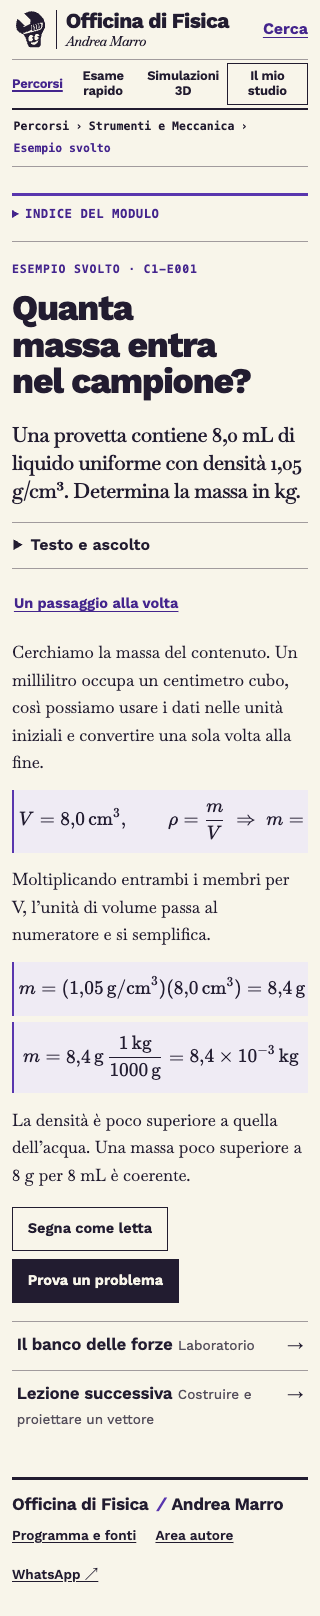 Officina di Fisica
Andrea Marro
Cerca
Percorsi
Esame
rapido
Simulazioni
3D
Il mio
studio
Percorsi › Strumenti e Meccanica ›
Esempio svolto
▶ INDICE DEL MODULO
ESEMPIO SVOLTO · C1–E001
Quanta
massa entra
nel campione?
Una provetta contiene 8,0 mL di
liquido uniforme con densità 1,05
g/cm³. Determina la massa in kg.
▶ Testo e ascolto
Un passaggio alla volta
Cerchiamo la massa del contenuto. Un
millilitro occupa un centimetro cubo,
così possiamo usare i dati nelle unità
iniziali e convertire una sola volta alla
fine.
V = 8,0 cm³, ρ = m/V ⇒ m =
Moltiplicando entrambi i membri per
V, l’unità di volume passa al
numeratore e si semplifica.
m = (1,05 g/cm³)(8,0 cm³) = 8,4 g
m = 8,4 g 1 kg/1000 g = 8,4 × 10⁻³ kg
La densità è poco superiore a quella
dell’acqua. Una massa poco superiore a
8 g per 8 mL è coerente.
Segna come letta
Prova un problema
Il banco delle forze Laboratorio →
Lezione successiva Costruire e →
proiettare un vettore
Officina di Fisica / Andrea Marro
Programma e fonti Area autore
WhatsApp ↗